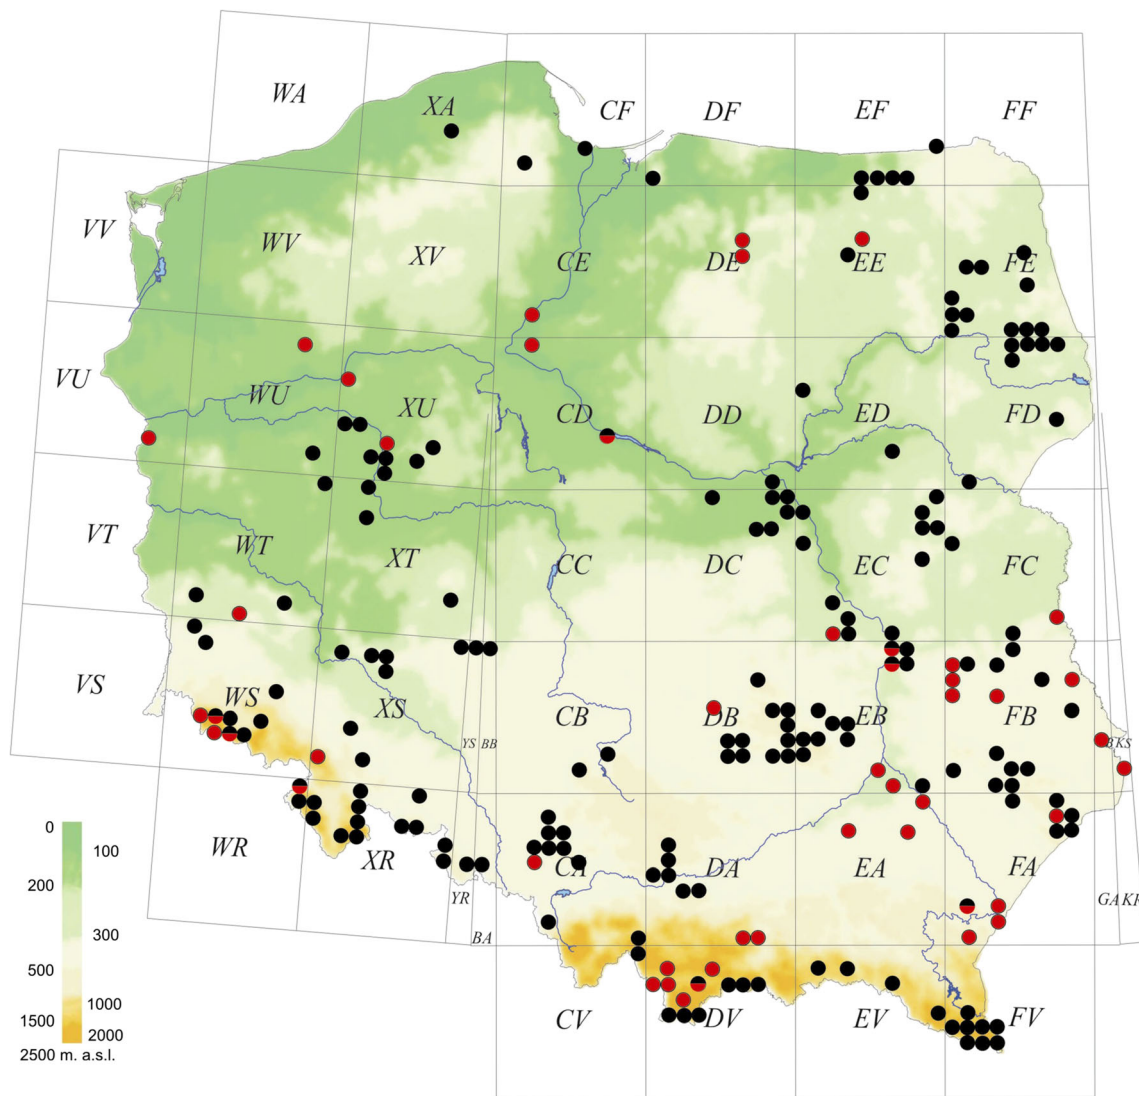 WA XA CF DF EF FF
VV WV XV CE DE EE FE
VU WU XU CD DD ED FD
VT WT XT CC DC EC FC
VS WS XS YS BB CB DB EB FB
WR XR YR BA CA DA EA FA GA
CV DV EV FV
0
100
200
300
500
1000
1500
2000
2500 m. a.s.l.